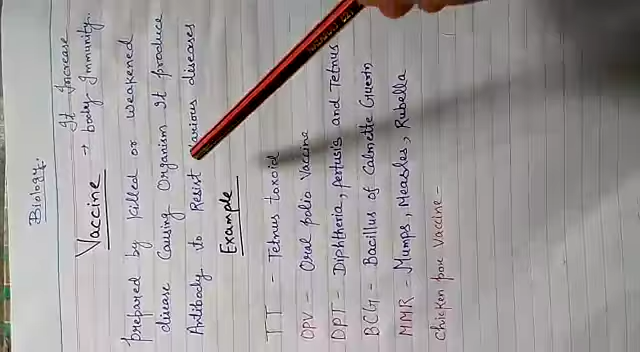 Biology.
It Increase
Vaccine → body Immunity.
prepared by killed or weakened
disease Causing Organism It produce
Antibody to Resist various diseases
Example
TT - Tetnus toxoid
OPV - Oral polio Vaccine
DPT - Diphtheria, pertusis and Tetnus
BCG - Bacillus of Calmette Guerin
MMR - Mumps, Measles, Rubella
Chicken pox Vaccine -